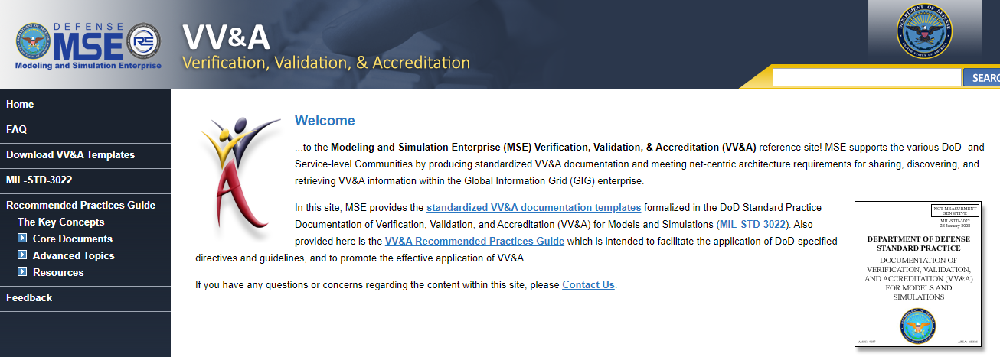 DEFENSE
MSE
Modeling and Simulation Enterprise
VV&A
Verification, Validation, & Accreditation
SEARC
Home
FAQ
Download VV&A Templates
MIL-STD-3022
Recommended Practices Guide
The Key Concepts
Core Documents
Advanced Topics
Resources
Feedback
Welcome
...to the Modeling and Simulation Enterprise (MSE) Verification, Validation, & Accreditation (VV&A) reference site! MSE supports the various DoD- and
Service-level Communities by producing standardized VV&A documentation and meeting net-centric architecture requirements for sharing, discovering, and
retrieving VV&A information within the Global Information Grid (GIG) enterprise.
In this site, MSE provides the standardized VV&A documentation templates formalized in the DoD Standard Practice
Documentation of Verification, Validation, and Accreditation (VV&A) for Models and Simulations (MIL-STD-3022). Also
provided here is the VV&A Recommended Practices Guide which is intended to facilitate the application of DoD-specified
directives and guidelines, and to promote the effective application of VV&A.
If you have any questions or concerns regarding the content within this site, please Contact Us.
NOT MEASURMENT
SENSITIVE
MIL-STD-3022
28 January 2008
DEPARTMENT OF DEFENSE
STANDARD PRACTICE
DOCUMENTATION OF
VERIFICATION, VALIDATION,
AND ACCREDITATION (VV&A)
FOR MODELS AND
SIMULATIONS
DEPARTMENT OF DEFENSE
UNITED STATES OF AMERICA